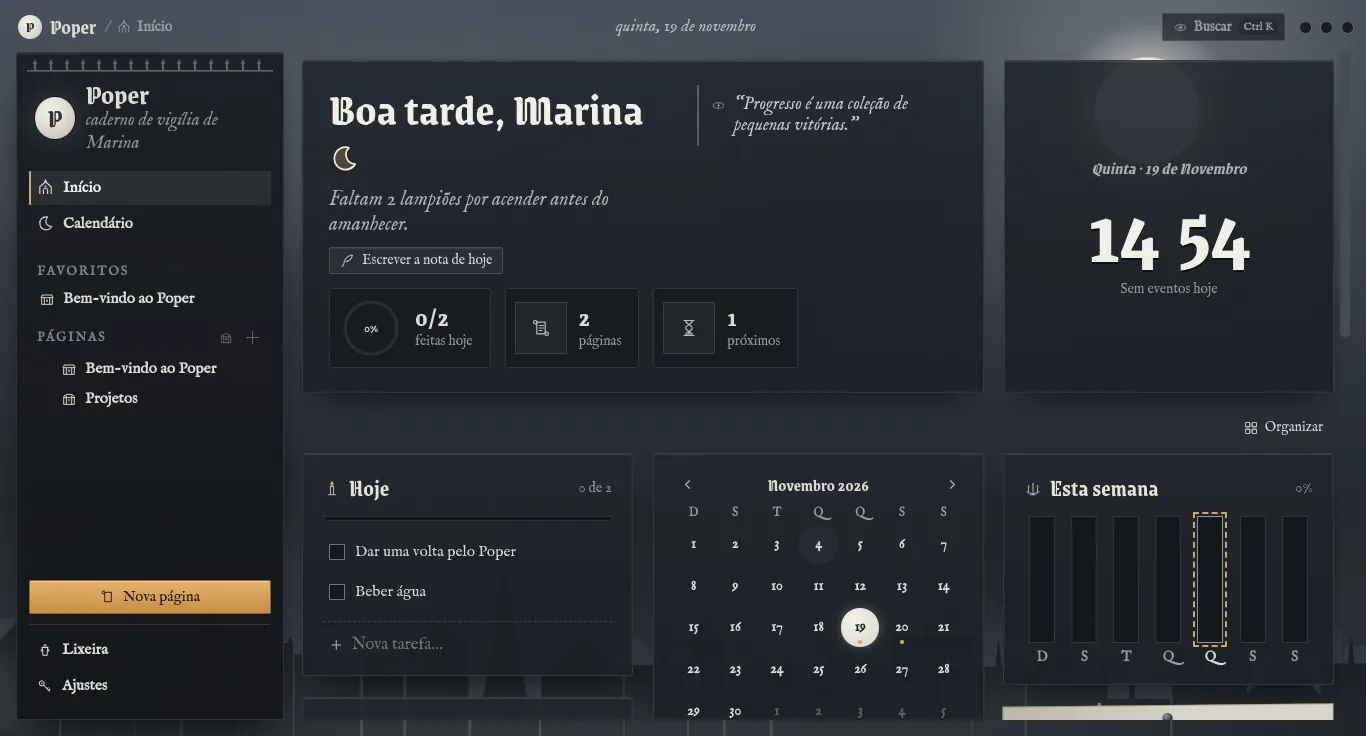 Poper / Início
quinta, 19 de novembro
Buscar Ctrl K
P
Poper
caderno de vigília de
Marina
Início
Calendário
FAVORITOS
Bem-vindo ao Poper
PÁGINAS
Bem-vindo ao Poper
Projetos
Nova página
Lixeira
Ajustes
Boa tarde, Marina
“Progresso é uma coleção de
pequenas vitórias.”
Faltam 2 lampiões por acender antes do
amanhecer.
Escrever a nota de hoje
0%
0/2
feitas hoje
2
páginas
1
próximos
Quinta · 19 de Novembro
14 54
Sem eventos hoje
Organizar
Hoje
0 de 2
Dar uma volta pelo Poper
Beber água
+ Nova tarefa...
Novembro 2026
D S T Q Q S S
1 2 3 4 5 6 7
8 9 10 11 12 13 14
15 16 17 18 19 20 21
22 23 24 25 26 27 28
29 30 1 2 3 4 5
Esta semana
0%
D S T Q Q S S